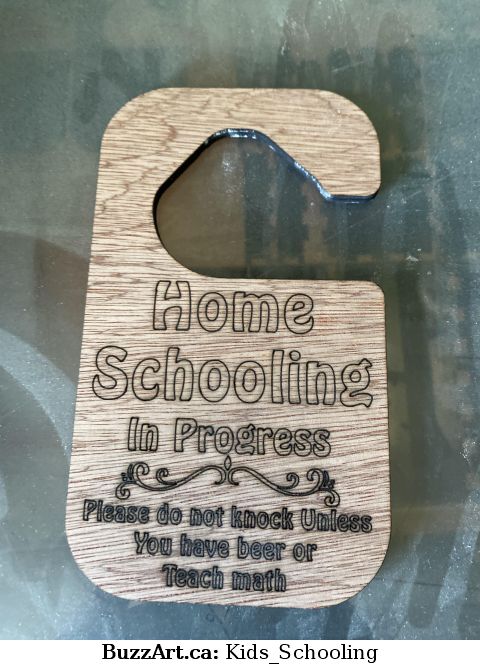 Home
Schooling
In Progress
Please do not knock Unless
You have beer or
Teach math
BuzzArt.ca: Kids_Schooling